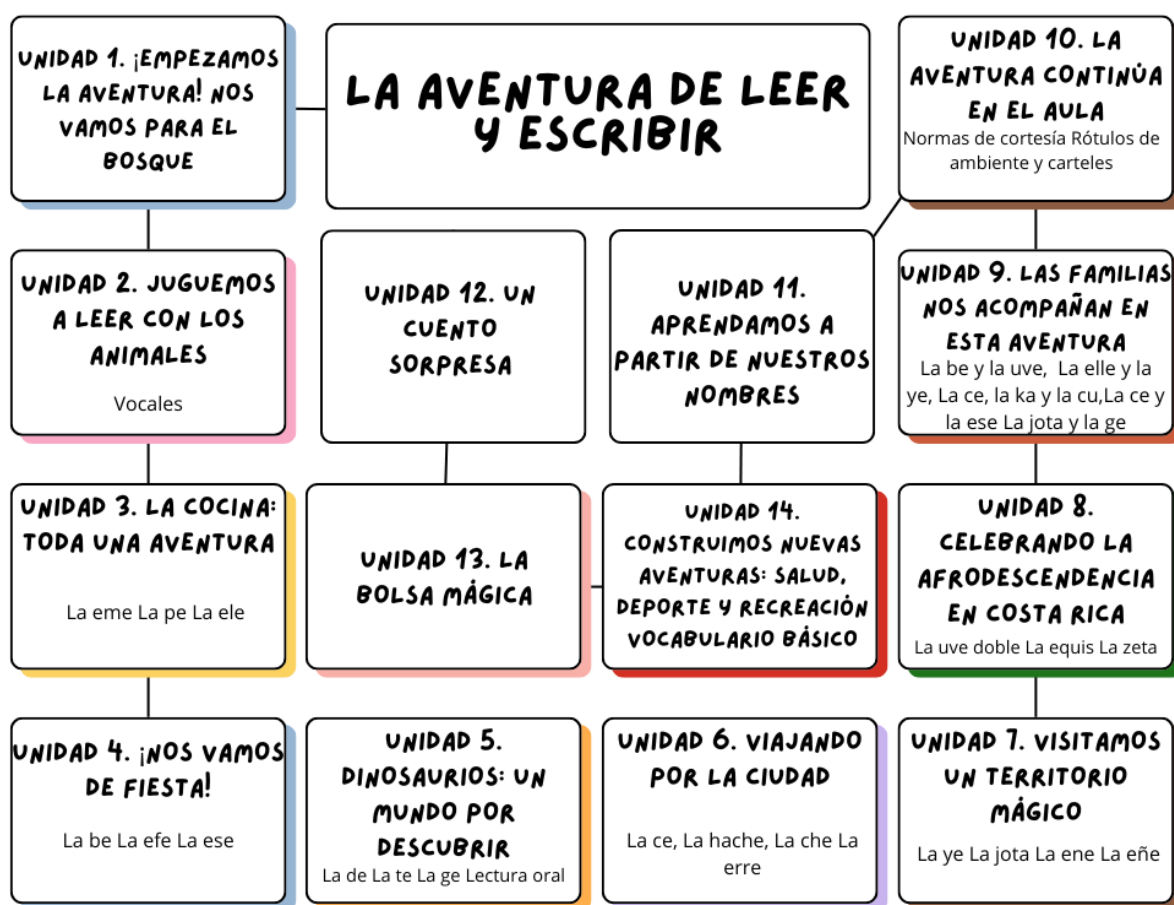 LA AVENTURA DE LEER
Y ESCRIBIR
UNIDAD 1. ¡EMPEZAMOS
LA AVENTURA! NOS
VAMOS PARA EL
BOSQUE
UNIDAD 2. JUGUEMOS
A LEER CON LOS
ANIMALES
Vocales
UNIDAD 3. LA COCINA:
TODA UNA AVENTURA
La eme La pe La ele
UNIDAD 4. ¡NOS VAMOS
DE FIESTA!
La be La efe La ese
UNIDAD 5.
DINOSAURIOS: UN
MUNDO POR
DESCUBRIR
La de La te La ge Lectura oral
UNIDAD 6. VIAJANDO
POR LA CIUDAD
La ce, La hache, La che La
erre
UNIDAD 7. VISITAMOS
UN TERRITORIO
MÁGICO
La ye La jota La ene La eñe
UNIDAD 8.
CELEBRANDO LA
AFRODESCENDENCIA
EN COSTA RICA
La uve doble La equis La zeta
UNIDAD 9. LAS FAMILIAS
NOS ACOMPAÑAN EN
ESTA AVENTURA
La be y la uve, La elle y la
ye, La ce, la ka y la cu,La ce y
la ese La jota y la ge
UNIDAD 10. LA
AVENTURA CONTINÚA
EN EL AULA
Normas de cortesía Rótulos de
ambiente y carteles
UNIDAD 11.
APRENDAMOS A
PARTIR DE NUESTROS
NOMBRES
UNIDAD 12. UN
CUENTO
SORPRESA
UNIDAD 13. LA
BOLSA MÁGICA
UNIDAD 14.
CONSTRUIMOS NUEVAS
AVENTURAS: SALUD,
DEPORTE Y RECREACIÓN
VOCABULARIO BÁSICO